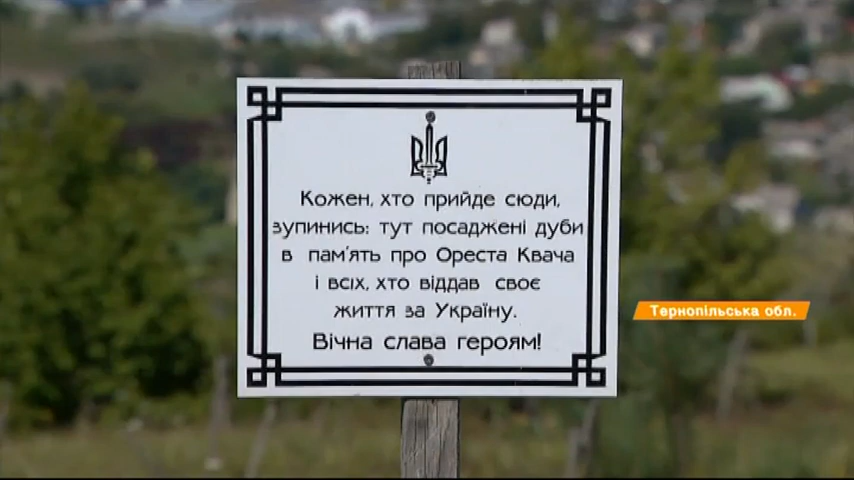 Кожен, хто прийде сюди,
зупинись: тут посаджені дуби
в пам'ять про Ореста Квача
і всіх, хто віддав своє
життя за Україну.
Вічна слава героям!
Тернопільська обл.